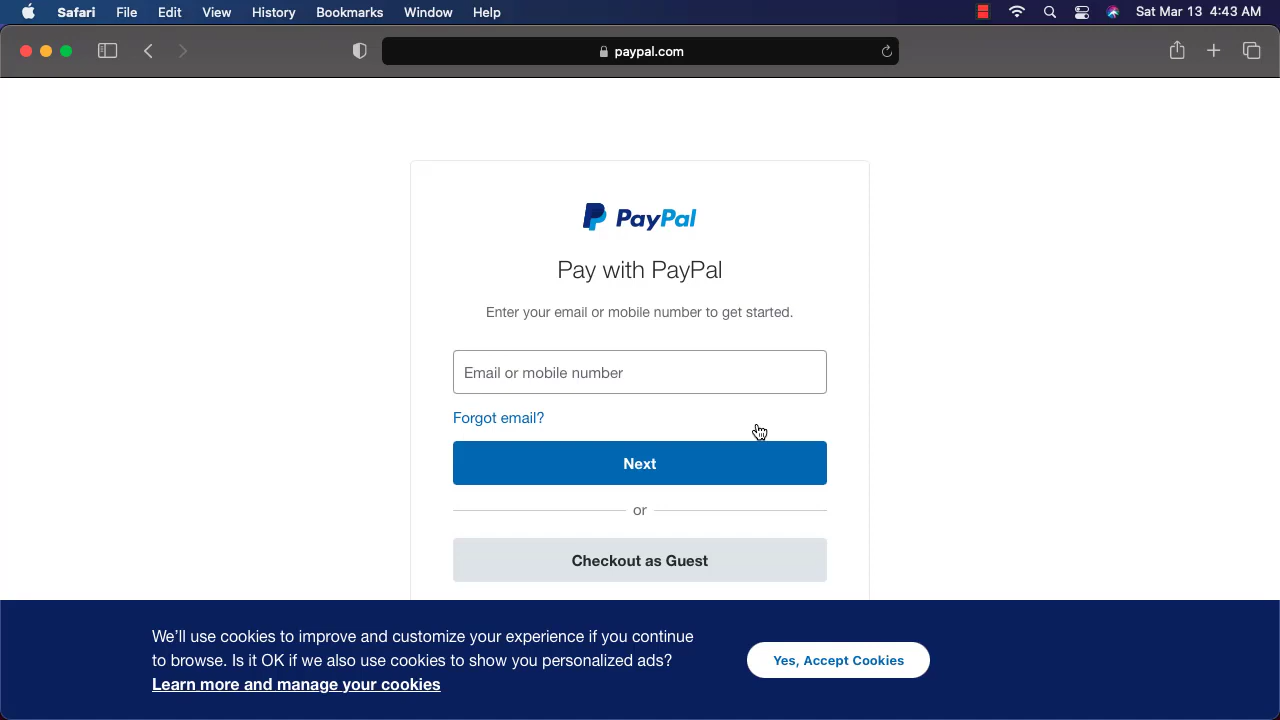 Safari File Edit View History Bookmarks Window Help Sat Mar 13 4:43 AM
paypal.com
PayPal
Pay with PayPal
Enter your email or mobile number to get started.
Email or mobile number
Forgot email?
Next
or
Checkout as Guest
We'll use cookies to improve and customize your experience if you continue
to browse. Is it OK if we also use cookies to show you personalized ads?
Learn more and manage your cookies
Yes, Accept Cookies